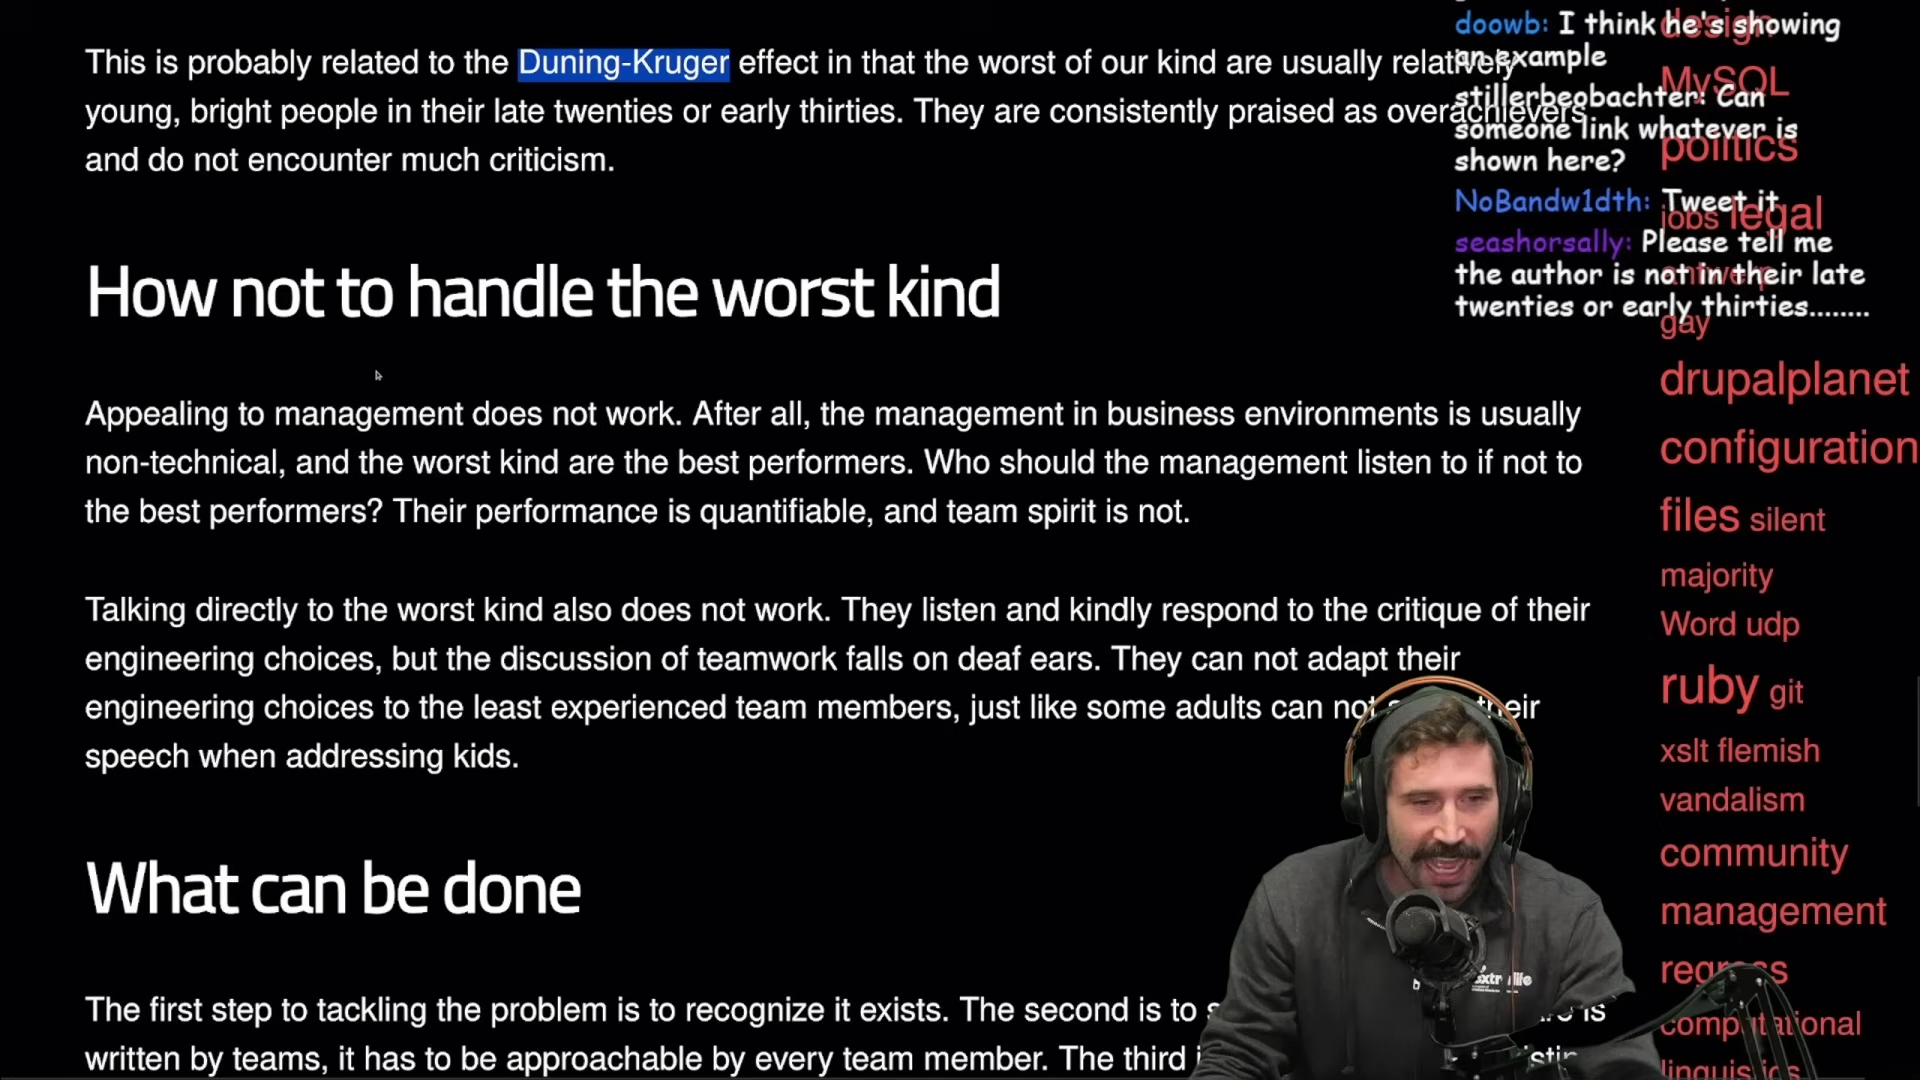 This is probably related to the Duning-Kruger effect in that the worst of our kind are usually relatively
young, bright people in their late twenties or early thirties. They are consistently praised as overachievers
and do not encounter much criticism.
How not to handle the worst kind
Appealing to management does not work. After all, the management in business environments is usually
non-technical, and the worst kind are the best performers. Who should the management listen to if not to
the best performers? Their performance is quantifiable, and team spirit is not.
Talking directly to the worst kind also does not work. They listen and kindly respond to the critique of their
engineering choices, but the discussion of teamwork falls on deaf ears. They can not adapt their
engineering choices to the least experienced team members, just like some adults can not their
speech when addressing kids.
What can be done
The first step to tackling the problem is to recognize it exists. The second is to is
written by teams, it has to be approachable by every team member. The third
doowb: I think he's showing
an example
stillerbeobachter: Can
someone link whatever is
shown here?
NoBandw1dth: Tweet it
seashorsally: Please tell me
the author is not in their late
twenties or early thirties........
design
MySQL
politics
jobs legal
antwerp
gay
drupalplanet
configuration
files silent
majority
Word udp
ruby git
xslt flemish
vandalism
community
management
regress
computational
linguistics